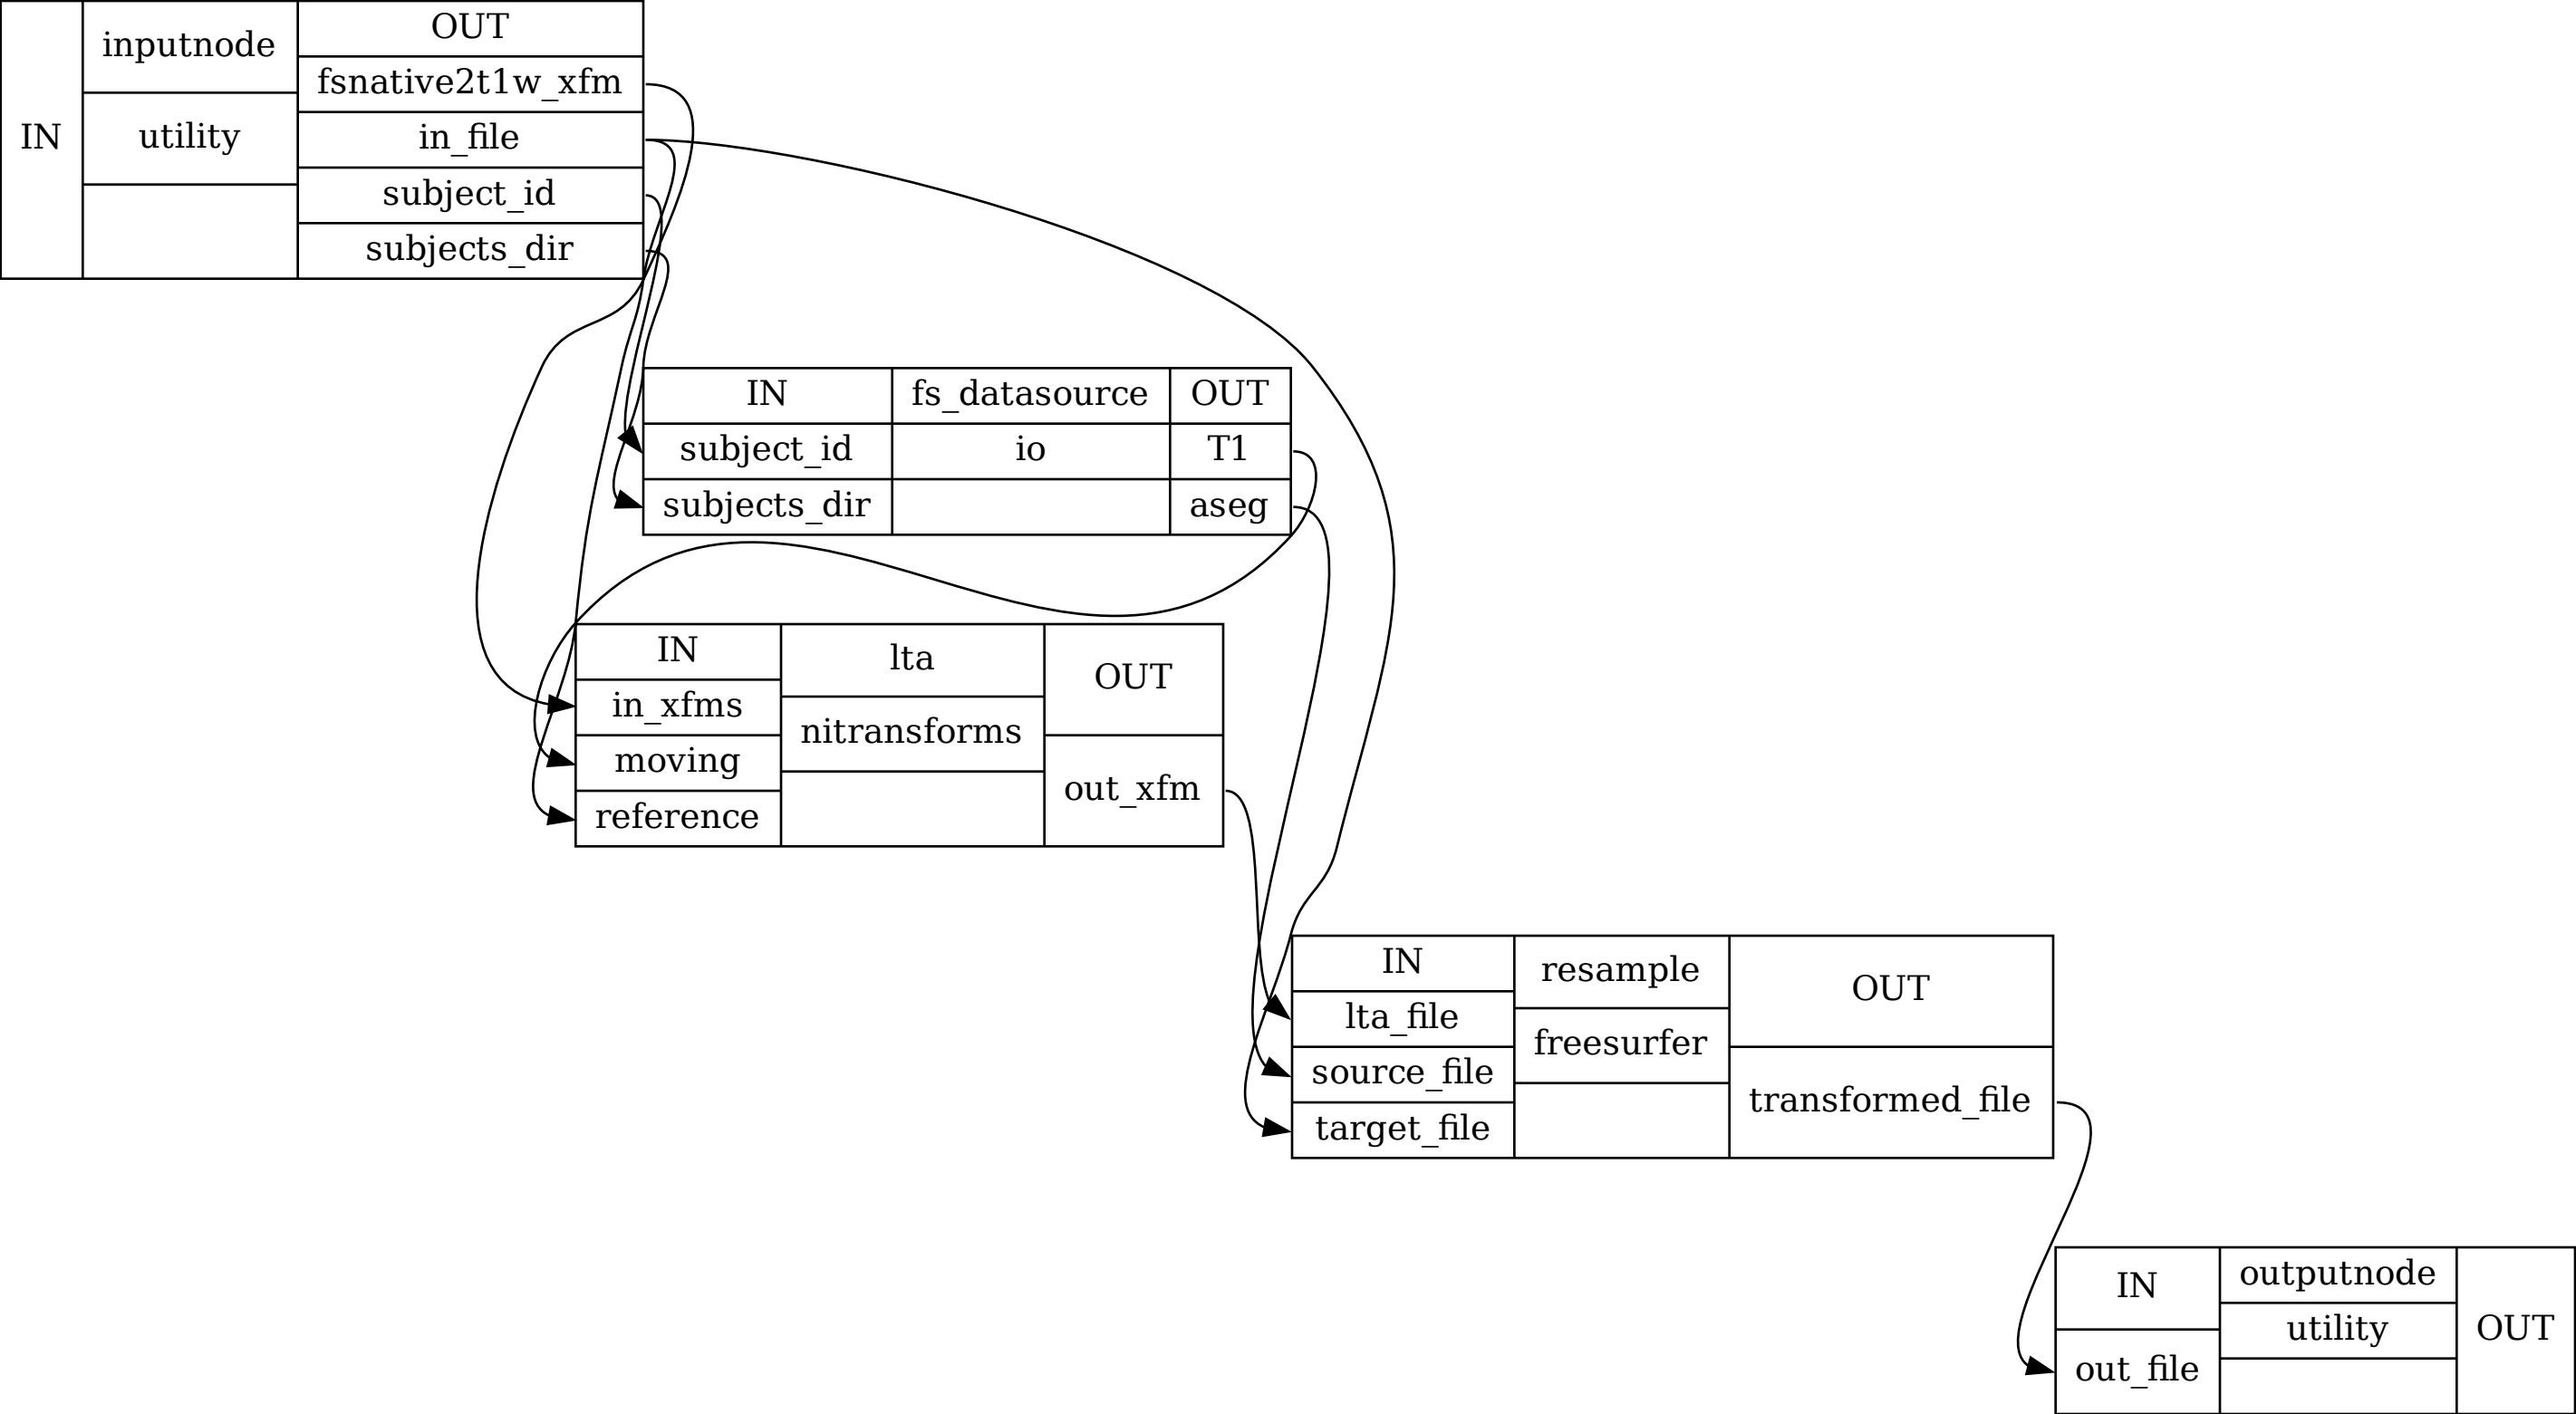 IN
inputnode
utility
OUT
fsnative2t1w_xfm
in_file
subject_id
subjects_dir
IN
subject_id
subjects_dir
fs_datasource
io
OUT
T1
aseg
IN
in_xfms
moving
reference
lta
nitransforms
OUT
out_xfm
IN
lta_file
source_file
target_file
resample
freesurfer
OUT
transformed_file
IN
out_file
outputnode
utility
OUT